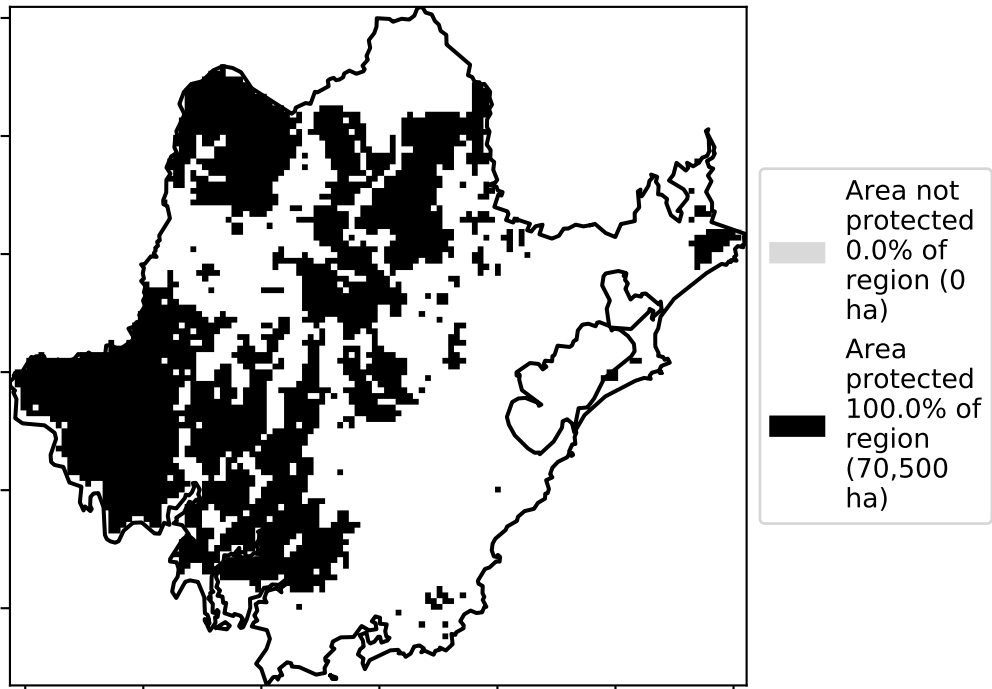 Area not
protected
0.0% of
region (0
ha)
Area
protected
100.0% of
region
(70,500
ha)